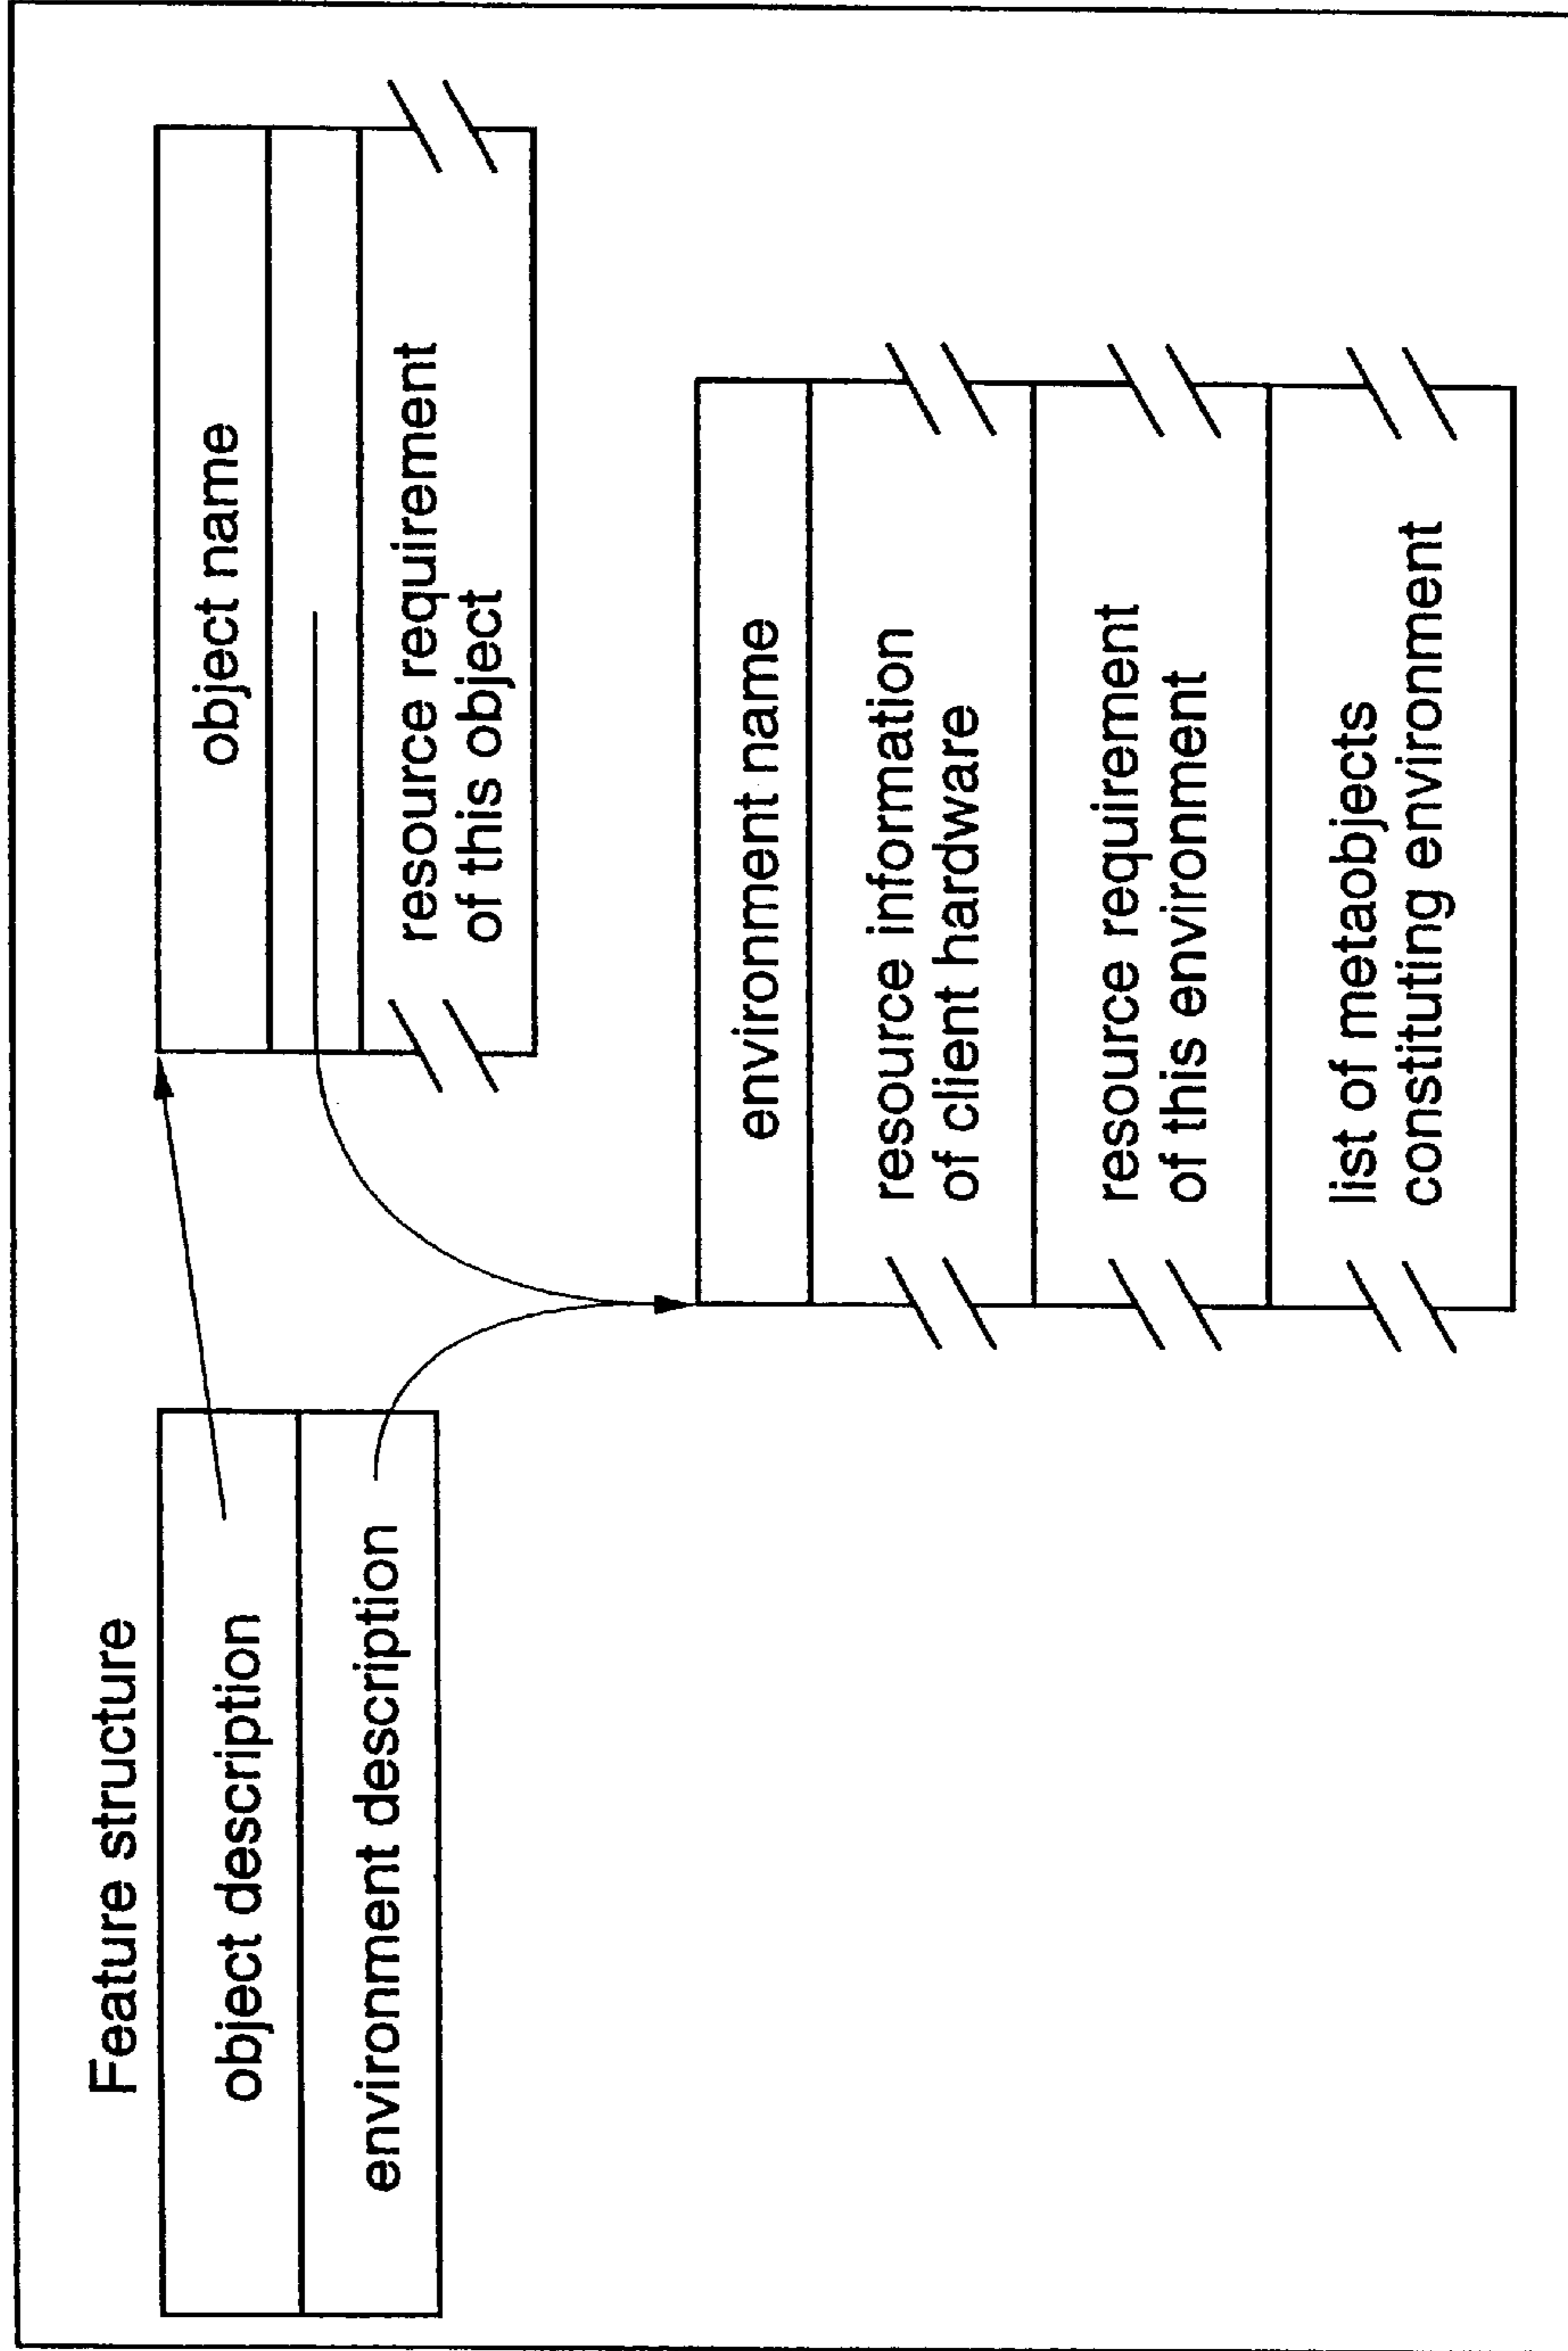 Feature structure
object description
environment description
object name
resource requirement
of this object
environment name
resource information
of client hardware
resource requirement
of this environment
list of metaobjects
constituting environment